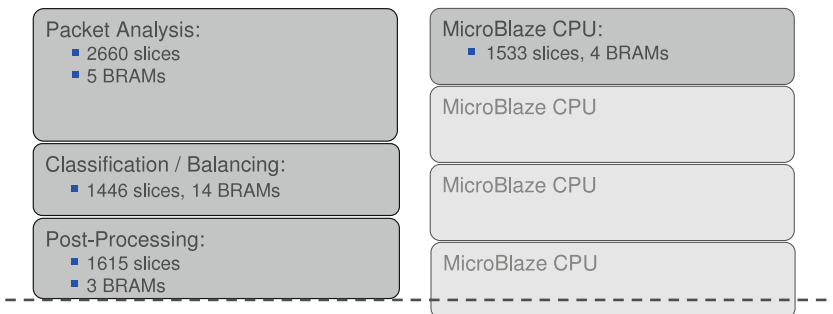 Packet Analysis:
2660 slices
5 BRAMs
Classification / Balancing:
1446 slices, 14 BRAMs
Post-Processing:
1615 slices
3 BRAMs
MicroBlaze CPU:
1533 slices, 4 BRAMs
MicroBlaze CPU
MicroBlaze CPU
MicroBlaze CPU